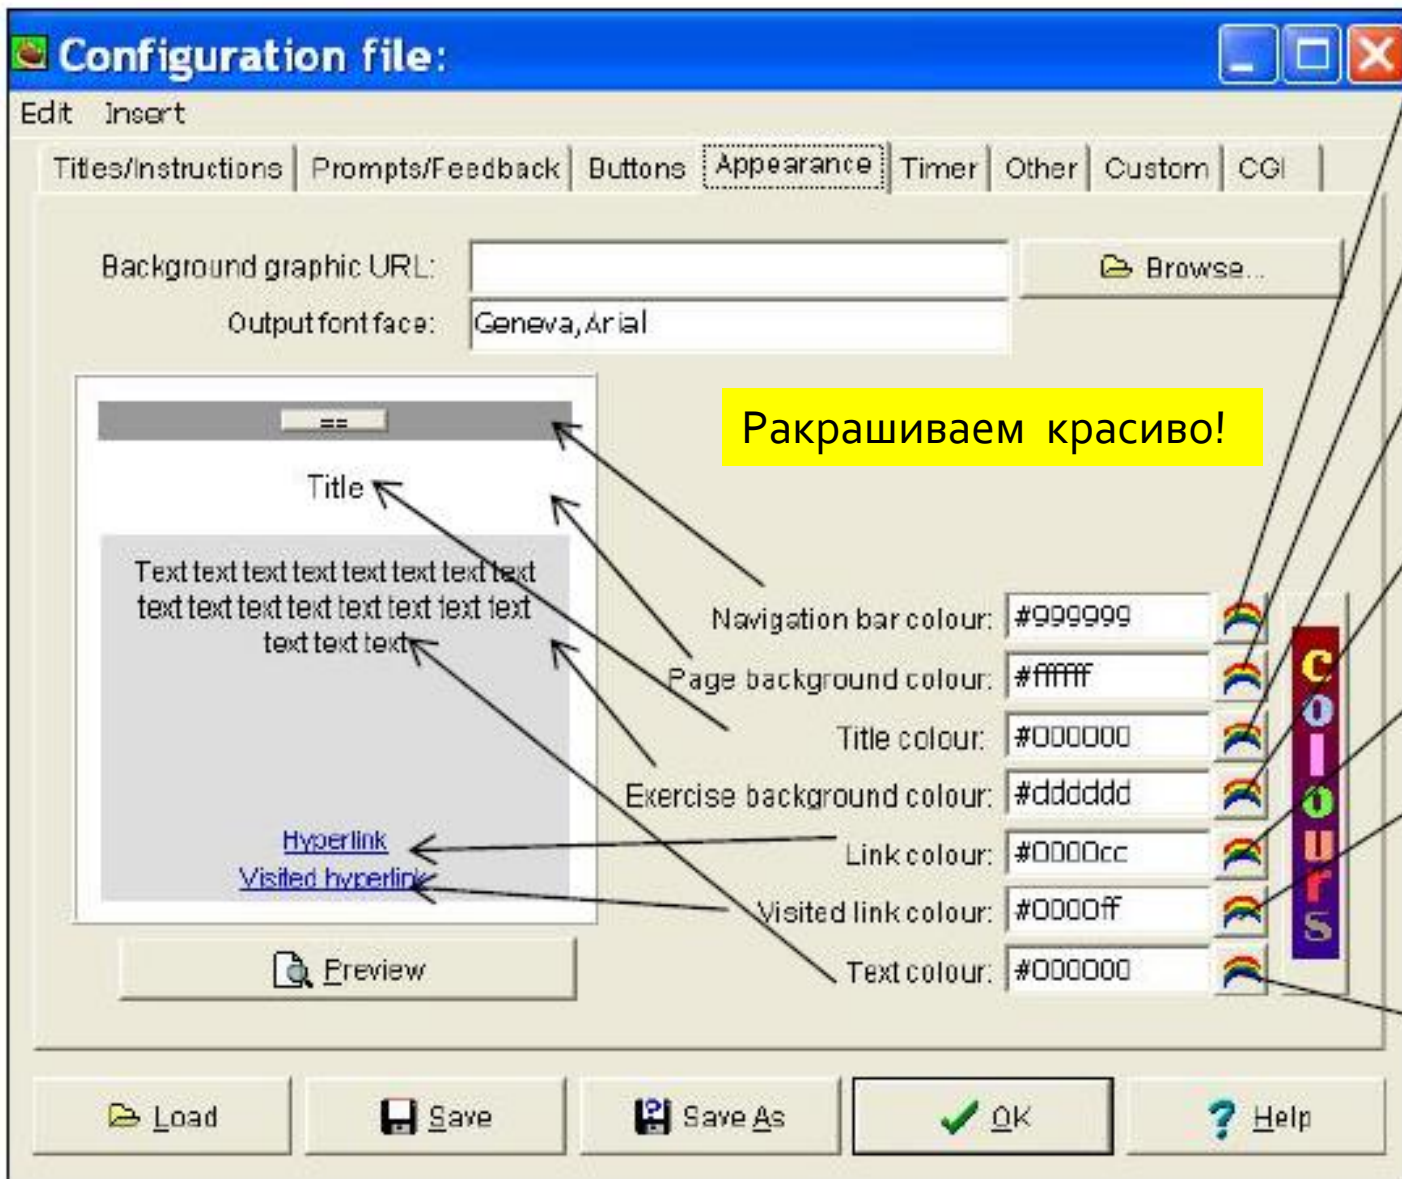 Configuration file:
Edit Insert
Titles/Instructions Prompts/Feedback Buttons Appearance Timer Other Custom CGI
Background graphic URL: Browse...
Output font face: Geneva,Arial
Ракрашиваем красиво!
==
Title
Text text text text text text text text
text text text text text text text text
text text text
Hyperlink
Visited hyperlink
Preview
Navigation bar colour: #999999
Page background colour: #ffffff
Title colour: #000000
Exercise background colour: #dddddd
Link colour: #0000cc
Visited link colour: #0000ff
Text colour: #000000
Colours
Load Save Save As OK Help